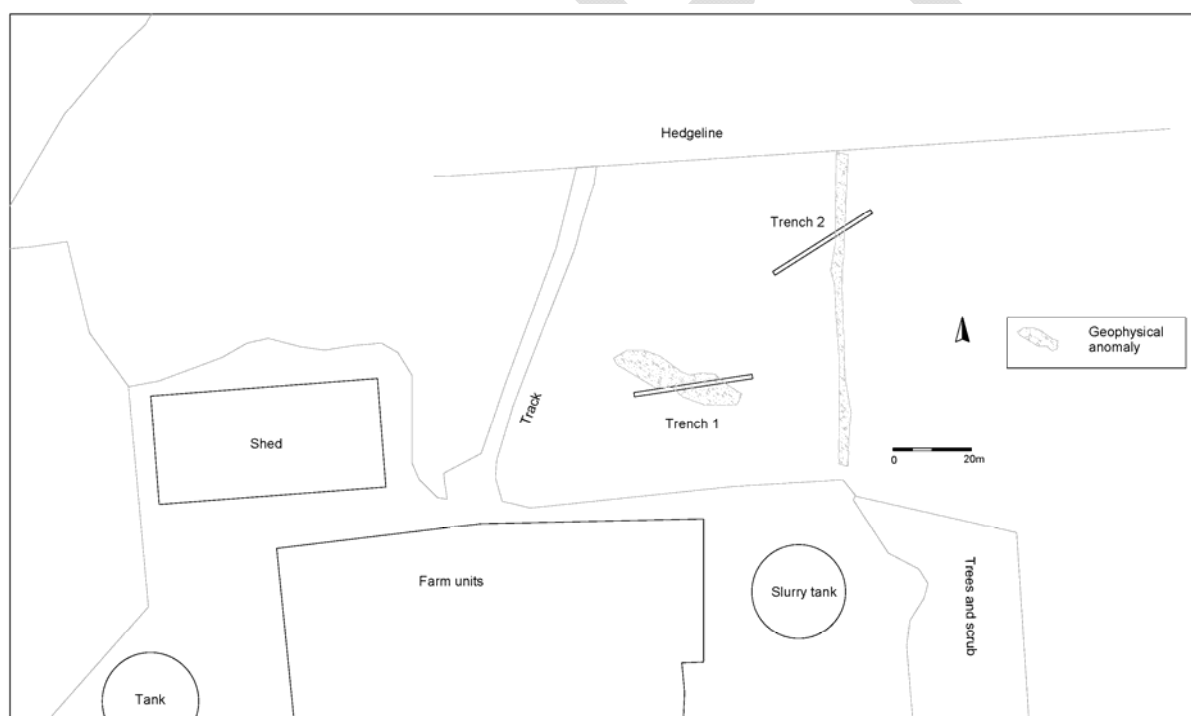 Hedgeline
Trench 2
Geophysical
anomaly
Track
Trench 1
Shed
0 20m
Farm units
Slurry tank
Trees and scrub
Tank